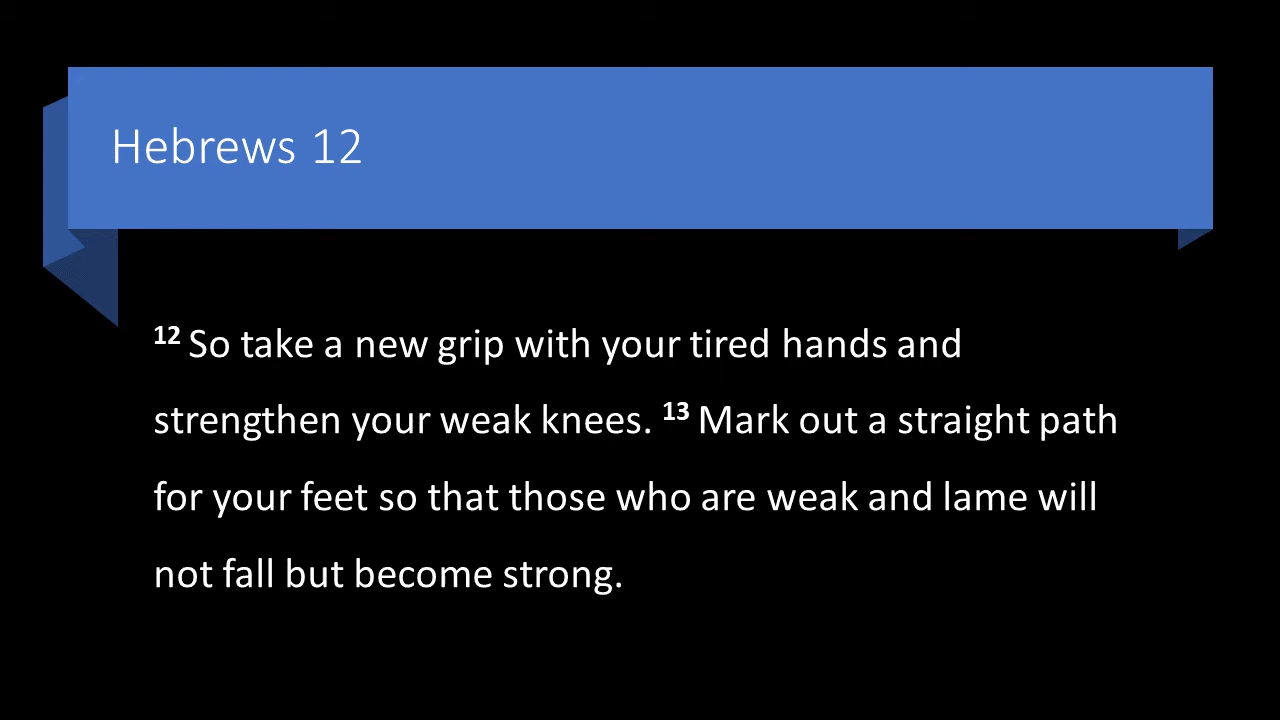 Hebrews 12
12 So take a new grip with your tired hands and
strengthen your weak knees. 13 Mark out a straight path
for your feet so that those who are weak and lame will
not fall but become strong.